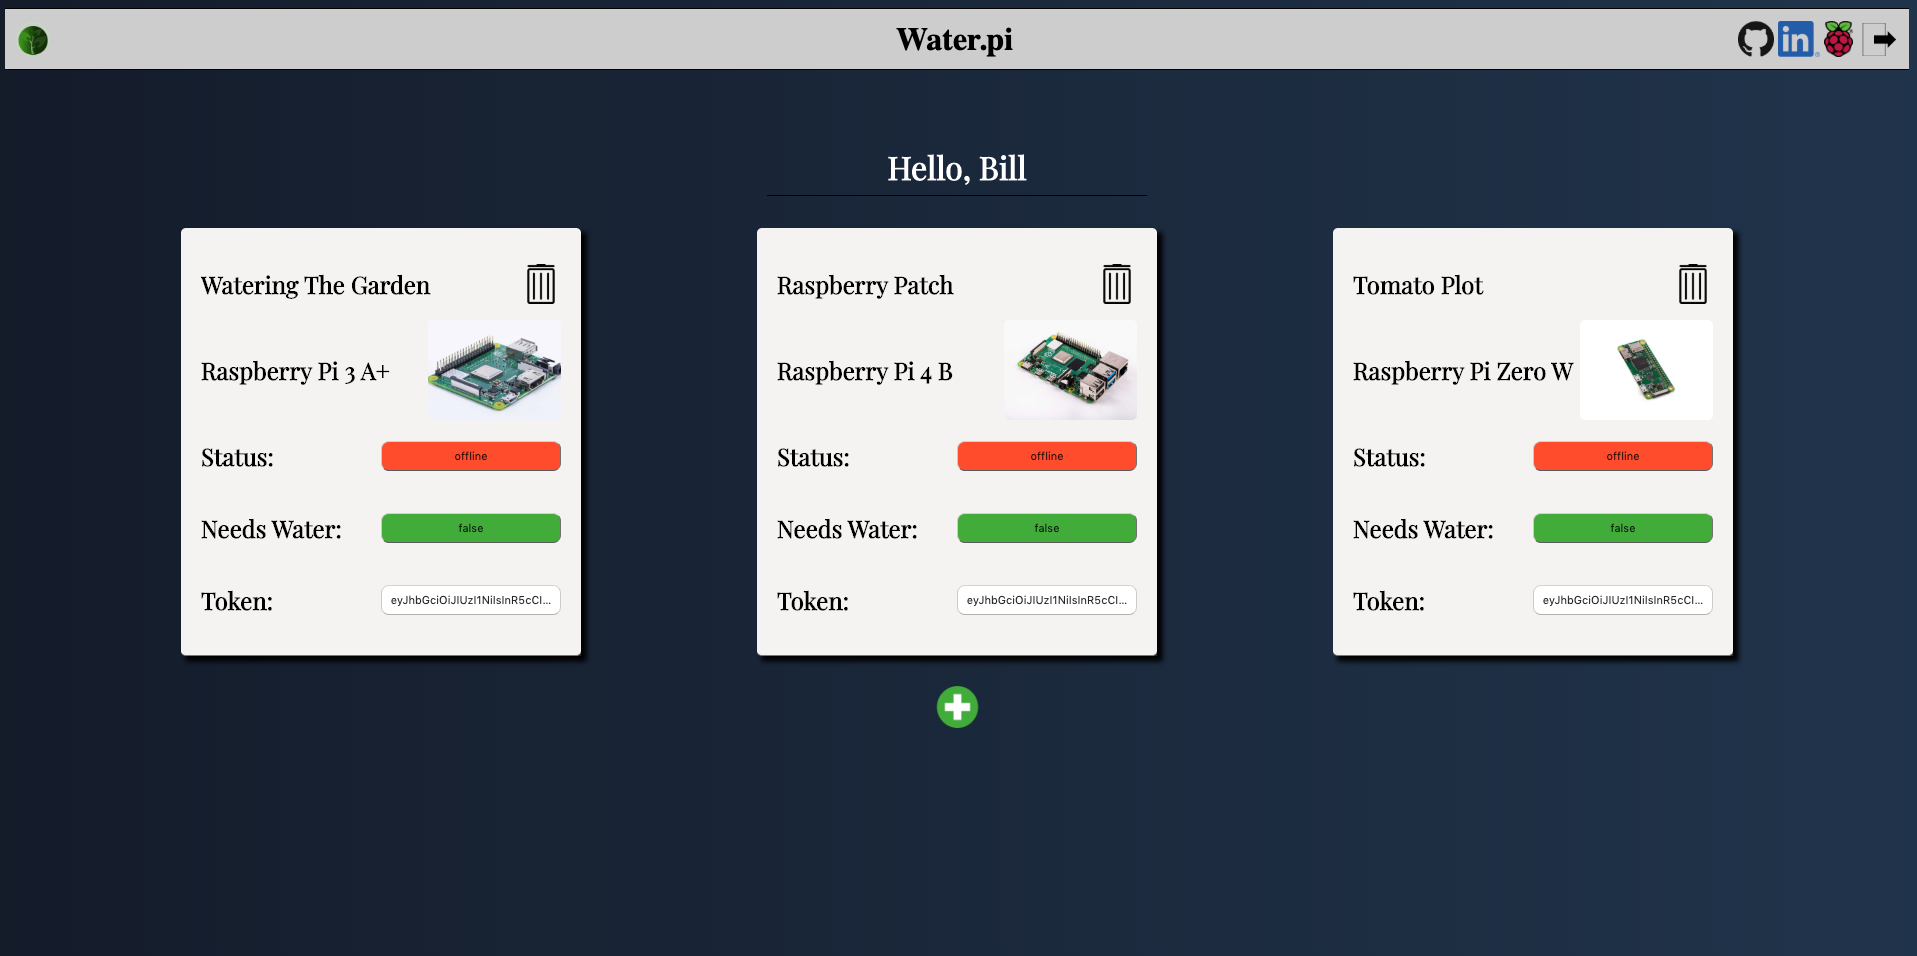 Water.pi
in
Hello, Bill
Watering The Garden
Raspberry Pi 3 A+
Status: offline
Needs Water: false
Token: eyJhbGciOiJIUzI1NiIsInR5cCI...
Raspberry Patch
Raspberry Pi 4 B
Status: offline
Needs Water: false
Token: eyJhbGciOiJIUzI1NiIsInR5cCI...
Tomato Plot
Raspberry Pi Zero W
Status: offline
Needs Water: false
Token: eyJhbGciOiJIUzI1NiIsInR5cCI...